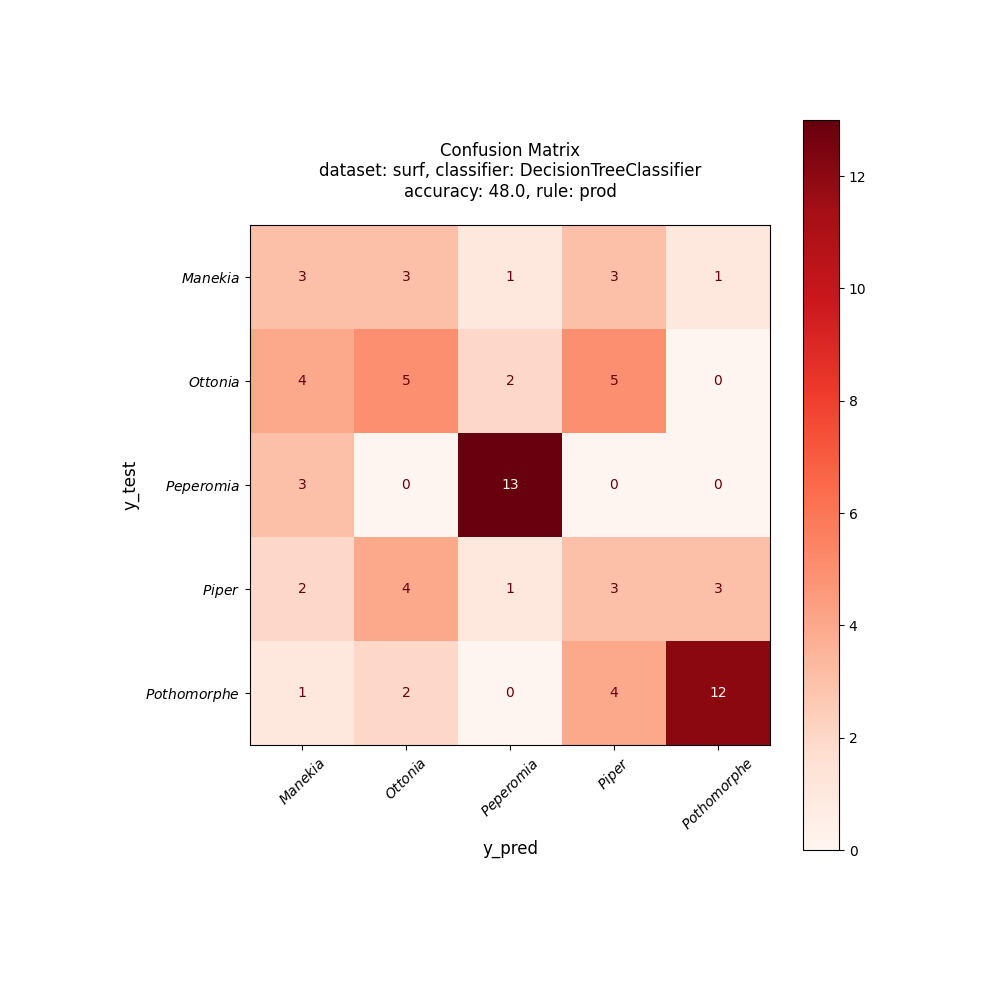 Confusion Matrix
dataset: surf, classifier: DecisionTreeClassifier
accuracy: 48.0, rule: prod
Manekia 3 3 1 3 1
Ottonia 4 5 2 5 0
Peperomia 3 0 13 0 0
Piper 2 4 1 3 3
Pothomorphe 1 2 0 4 12
Manekia Ottonia Peperomia Piper Pothomorphe
y_pred
y_test
12
10
8
6
4
2
0